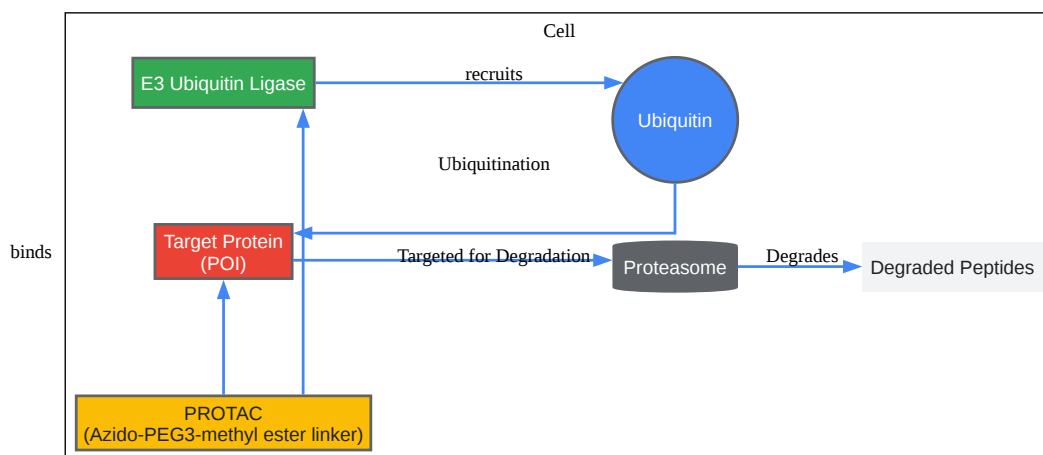 Cell
E3 Ubiquitin Ligase
recruits
Ubiquitin
Ubiquitination
binds
Target Protein
(POI)
Targeted for Degradation
Proteasome
Degrades
Degraded Peptides
PROTAC
(Azido-PEG3-methyl ester linker)